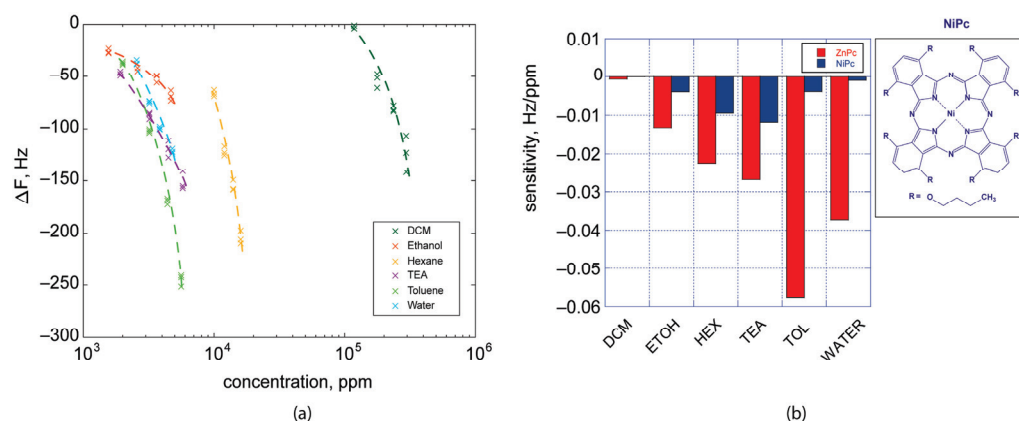 0
−50
−100
−150
−200
−250
−300
ΔF, Hz
DCM
Ethanol
Hexane
TEA
Toluene
Water
10³ 10⁴ 10⁵ 10⁶
concentration, ppm
(a)
0.01
0
−0.01
−0.02
−0.03
−0.04
−0.05
−0.06
sensitivity, Hz/ppm
ZnPc
NiPc
DCM ETOH HEX TEA TOL WATER
(b)
NiPc
R R
R N R
N N
N Ni N
N N
R N R
R R
R= O CH₃